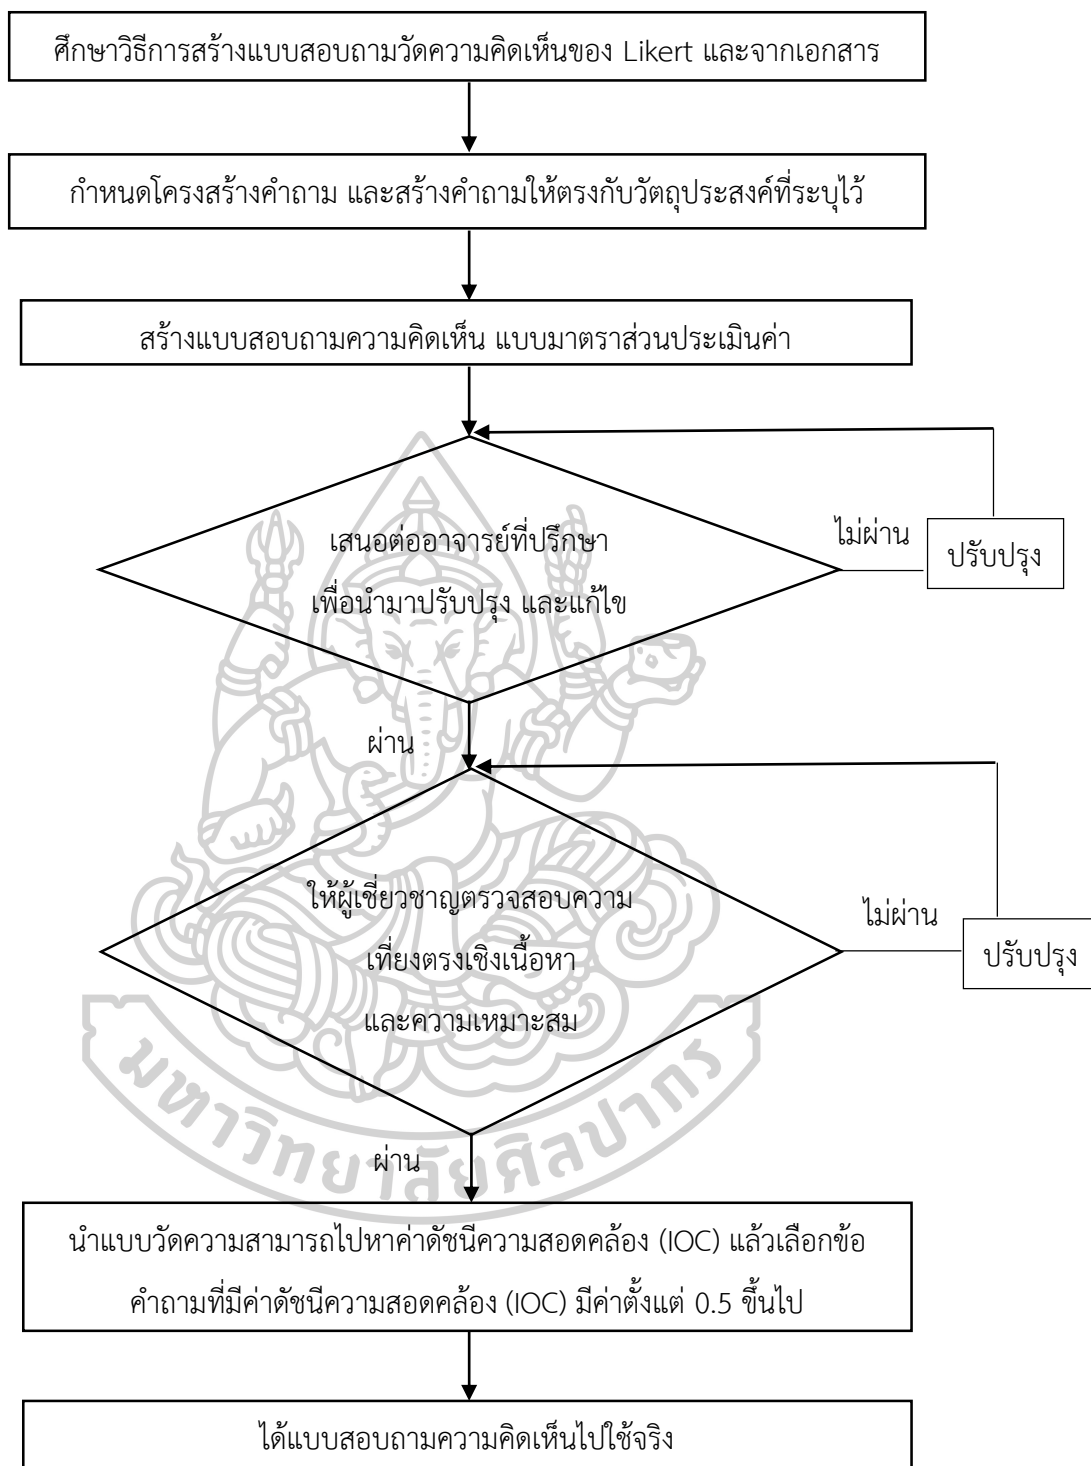 ศึกษาวิธีการสร้างแบบสอบถามวัดความคิดเห็นของ Likert และจากเอกสาร
กำหนดโครงสร้างคำถาม และสร้างคำถามให้ตรงกับวัตถุประสงค์ที่ระบุไว้
สร้างแบบสอบถามความคิดเห็น แบบมาตราส่วนประเมินค่า
เสนอต่ออาจารย์ที่ปรึกษา
เพื่อนำมาปรับปรุง และแก้ไข
ไม่ผ่าน
ปรับปรุง
ผ่าน
ให้ผู้เชี่ยวชาญตรวจสอบความ
เที่ยงตรงเชิงเนื้อหา
และความเหมาะสม
ไม่ผ่าน
ปรับปรุง
มหาวิทยาลัยศิลปากร
ผ่าน
นำแบบวัดความสามารถไปหาค่าดัชนีความสอดคล้อง (IOC) แล้วเลือกข้อ
คำถามที่มีค่าดัชนีความสอดคล้อง (IOC) มีค่าตั้งแต่ 0.5 ขึ้นไป
ได้แบบสอบถามความคิดเห็นไปใช้จริง